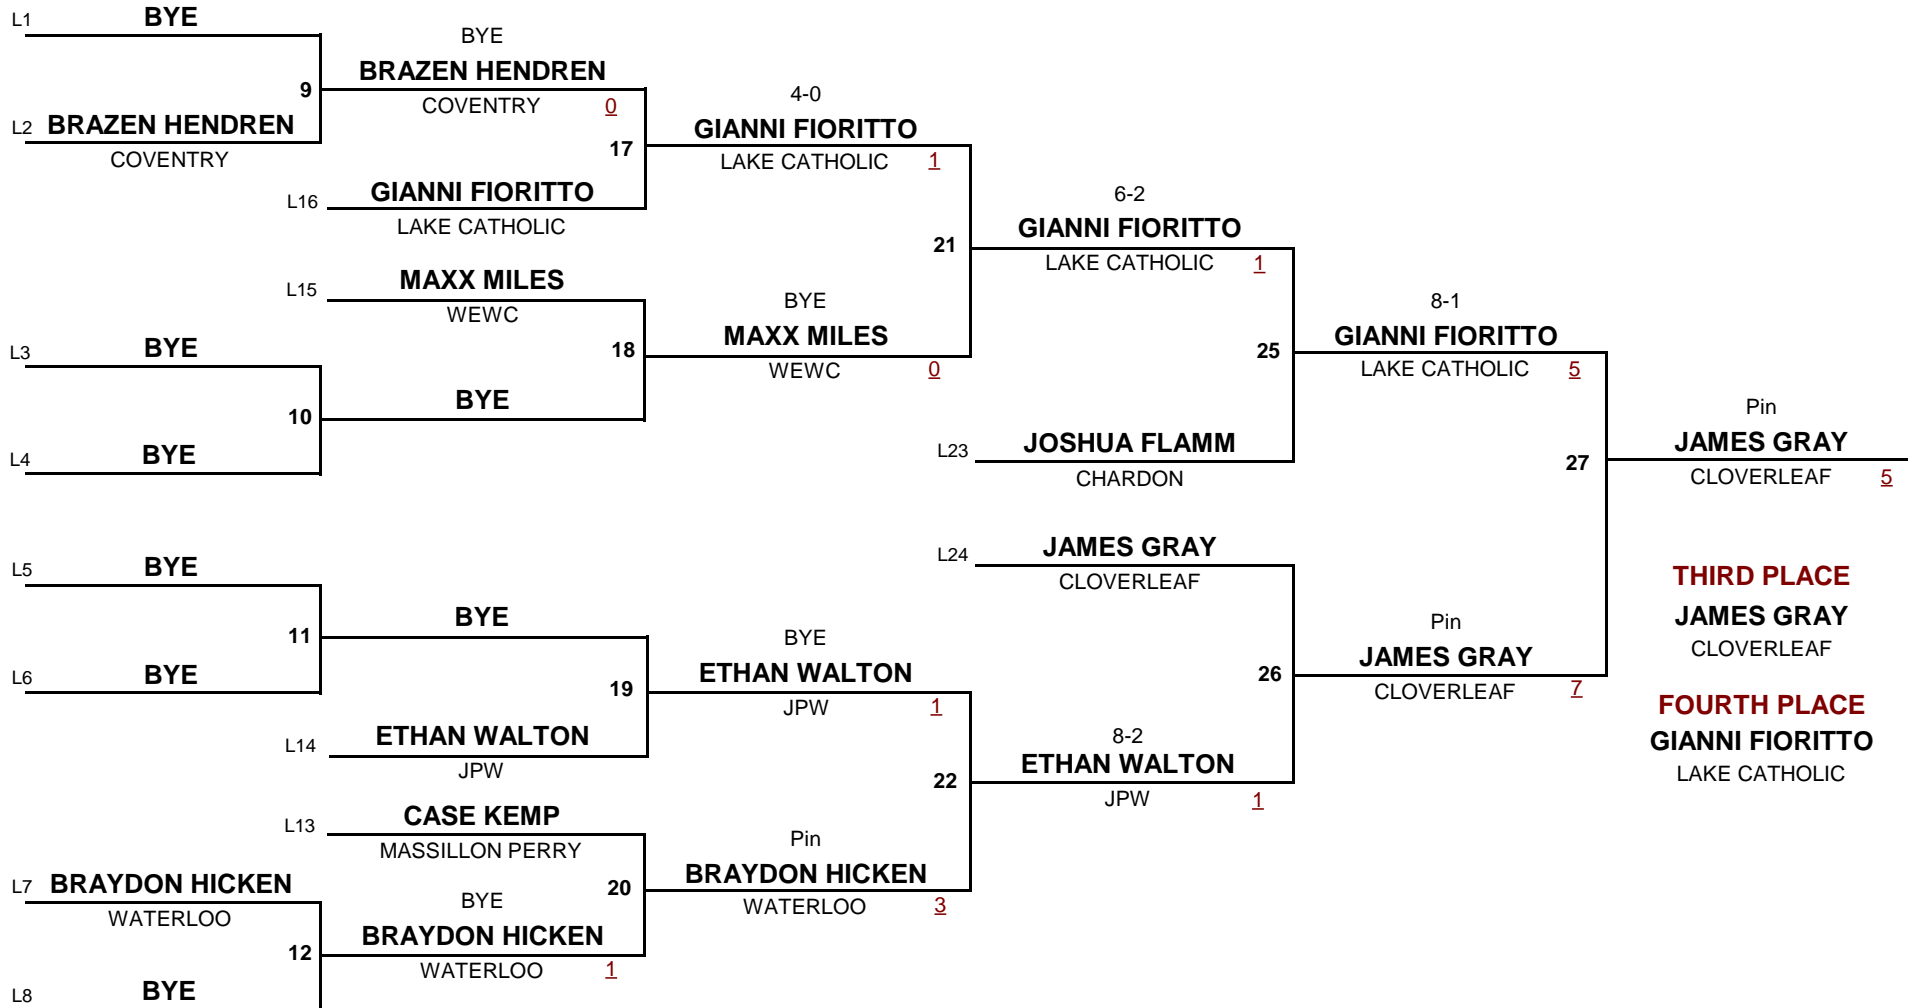 L1 BYE
BYE
9 BRAZEN HENDREN
COVENTRY 0
L2 BRAZEN HENDREN
COVENTRY
4-0
17 GIANNI FIORITTO
LAKE CATHOLIC 1
L16 GIANNI FIORITTO
LAKE CATHOLIC
6-2
21 GIANNI FIORITTO
LAKE CATHOLIC 1
L15 MAXX MILES
WEWC
BYE
18 MAXX MILES
WEWC 0
L3 BYE
10 BYE
L4 BYE
8-1
25 GIANNI FIORITTO
LAKE CATHOLIC 5
L23 JOSHUA FLAMM
CHARDON
Pin
27 JAMES GRAY
CLOVERLEAF 5
L5 BYE
11 BYE
L6 BYE
BYE
19 ETHAN WALTON
JPW 1
L14 ETHAN WALTON
JPW
L24 JAMES GRAY
CLOVERLEAF
Pin
26 JAMES GRAY
CLOVERLEAF 7
8-2
22 ETHAN WALTON
JPW 1
L13 CASE KEMP
MASSILLON PERRY
Pin
20 BRAYDON HICKEN
WATERLOO 3
L7 BRAYDON HICKEN
WATERLOO
BYE
12 BRAYDON HICKEN
WATERLOO 1
L8 BYE
THIRD PLACE
JAMES GRAY
CLOVERLEAF
FOURTH PLACE
GIANNI FIORITTO
LAKE CATHOLIC